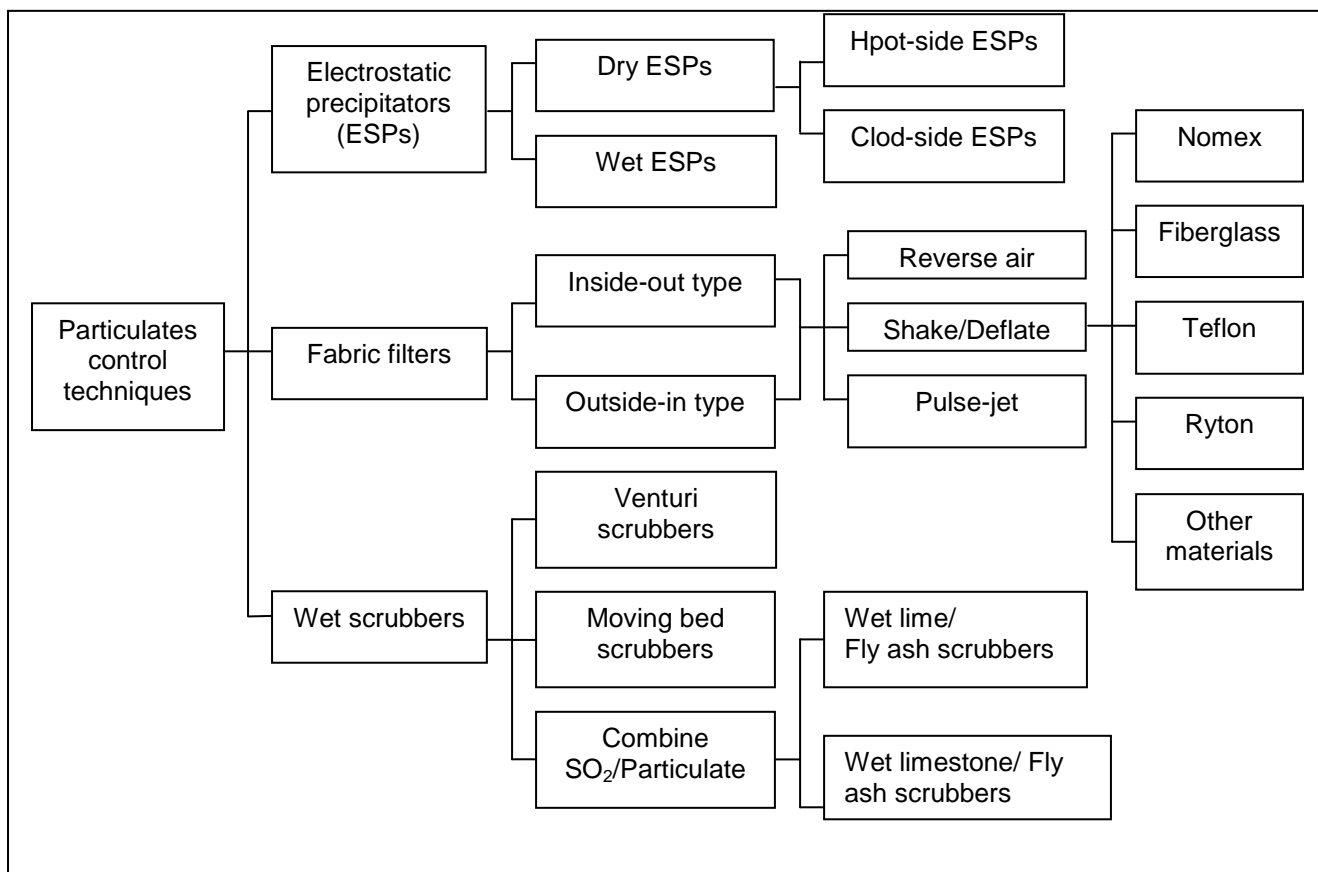 Particulates
control
techniques
Electrostatic
precipitators
(ESPs)
Dry ESPs
Hpot-side ESPs
Clod-side ESPs
Wet ESPs
Fabric filters
Inside-out type
Outside-in type
Reverse air
Shake/Deflate
Pulse-jet
Nomex
Fiberglass
Teflon
Ryton
Other
materials
Wet scrubbers
Venturi
scrubbers
Moving bed
scrubbers
Combine
SO₂/Particulate
Wet lime/
Fly ash scrubbers
Wet limestone/ Fly
ash scrubbers